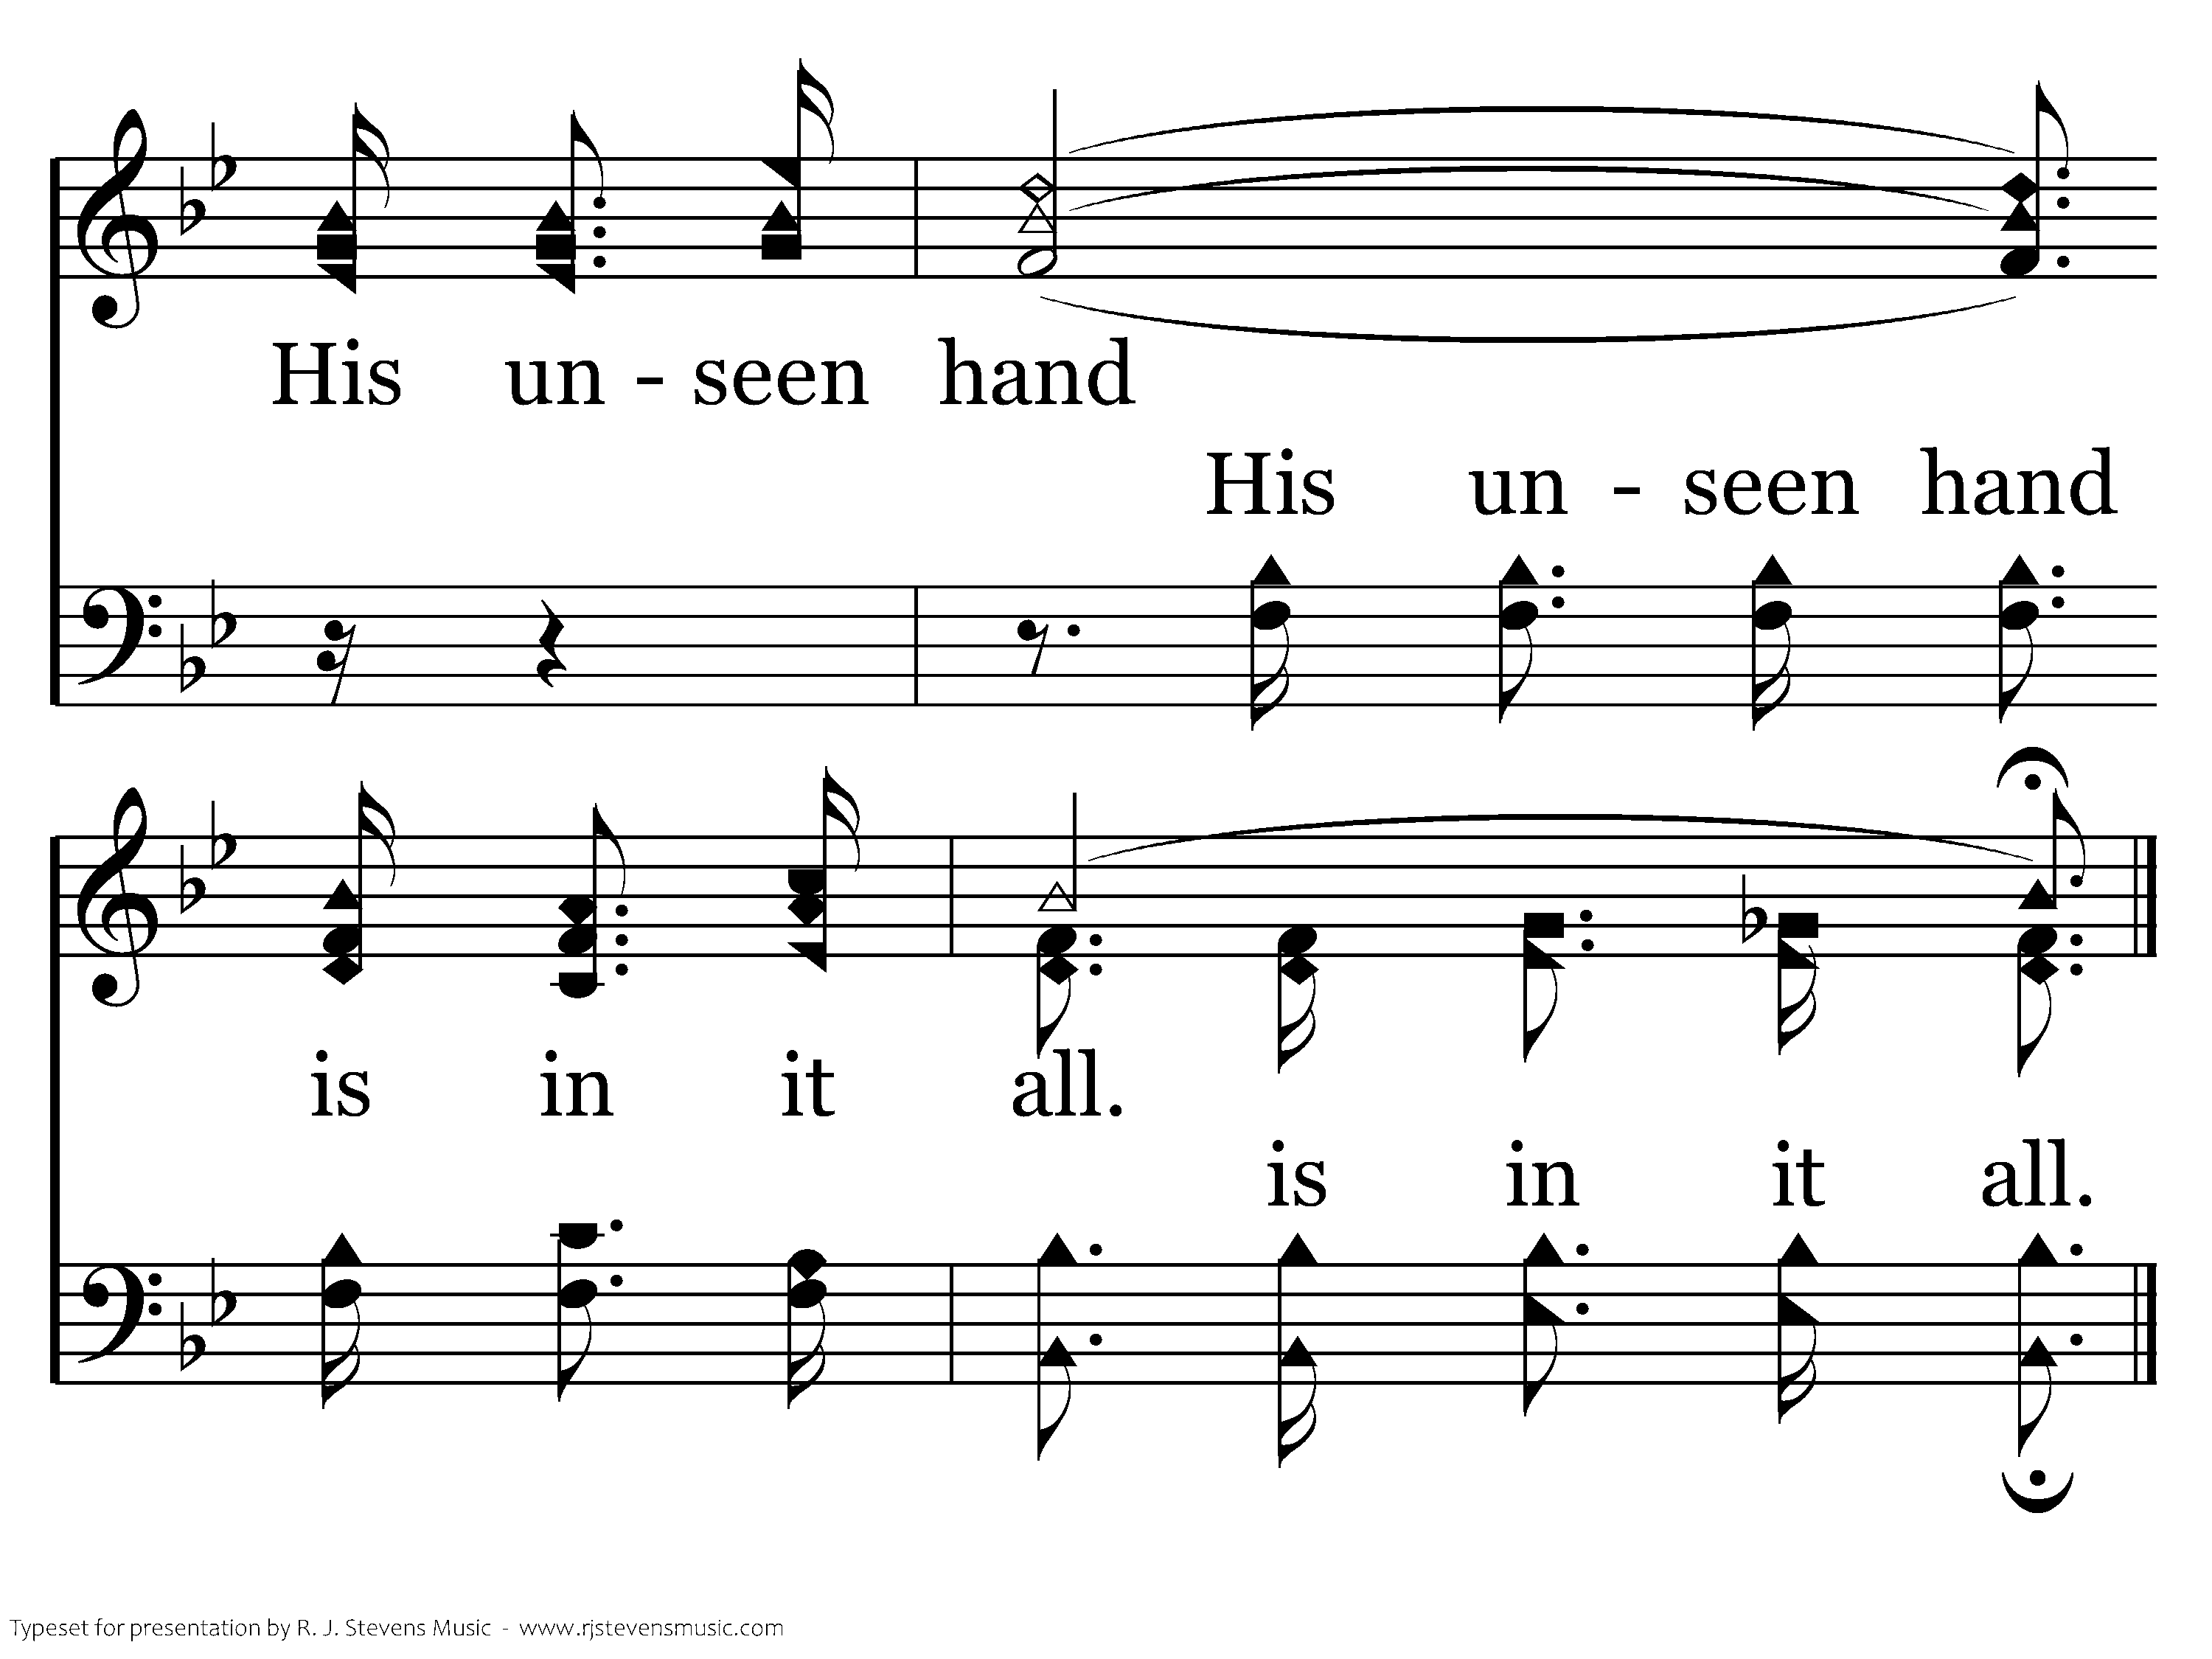 His un - seen hand
His un - seen hand
is in it all.
is in it all.
Typeset for presentation by R. J. Stevens Music - www.rjstevensmusic.com